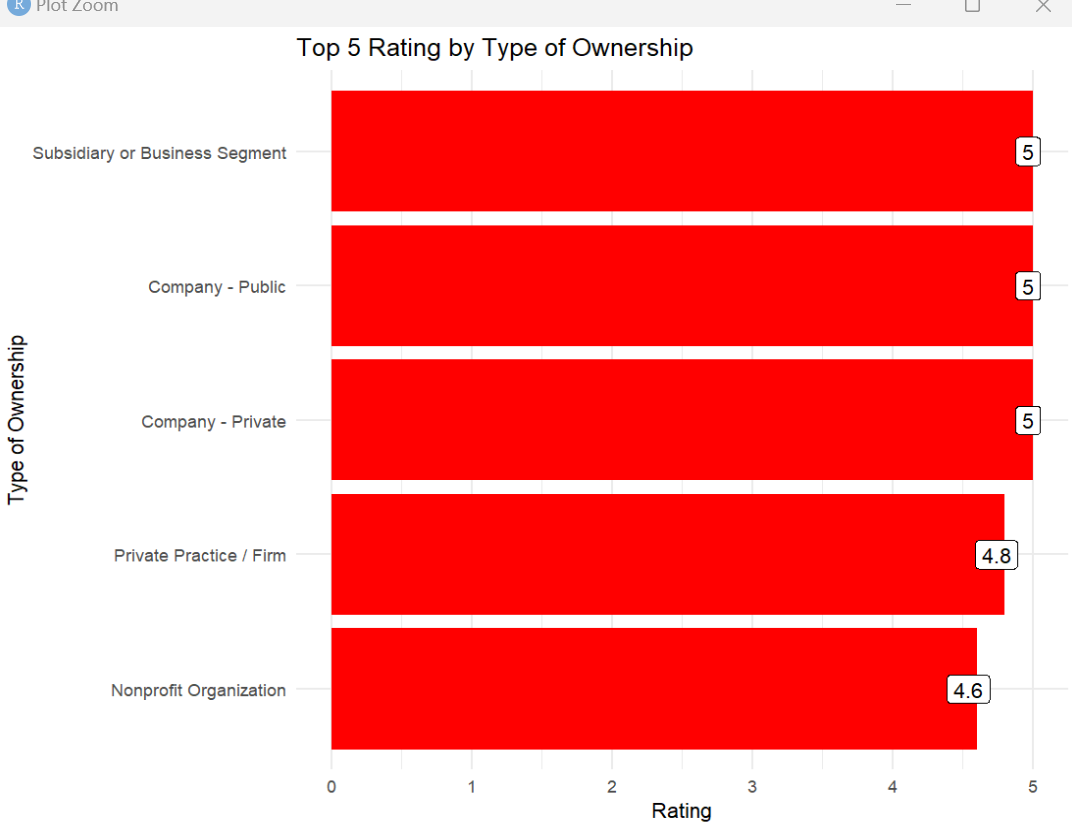 R Plot Zoom
Top 5 Rating by Type of Ownership
Type of Ownership
Subsidiary or Business Segment
5
Company - Public
5
Company - Private
5
Private Practice / Firm
4.8
Nonprofit Organization
4.6
0 1 2 3 4 5
Rating